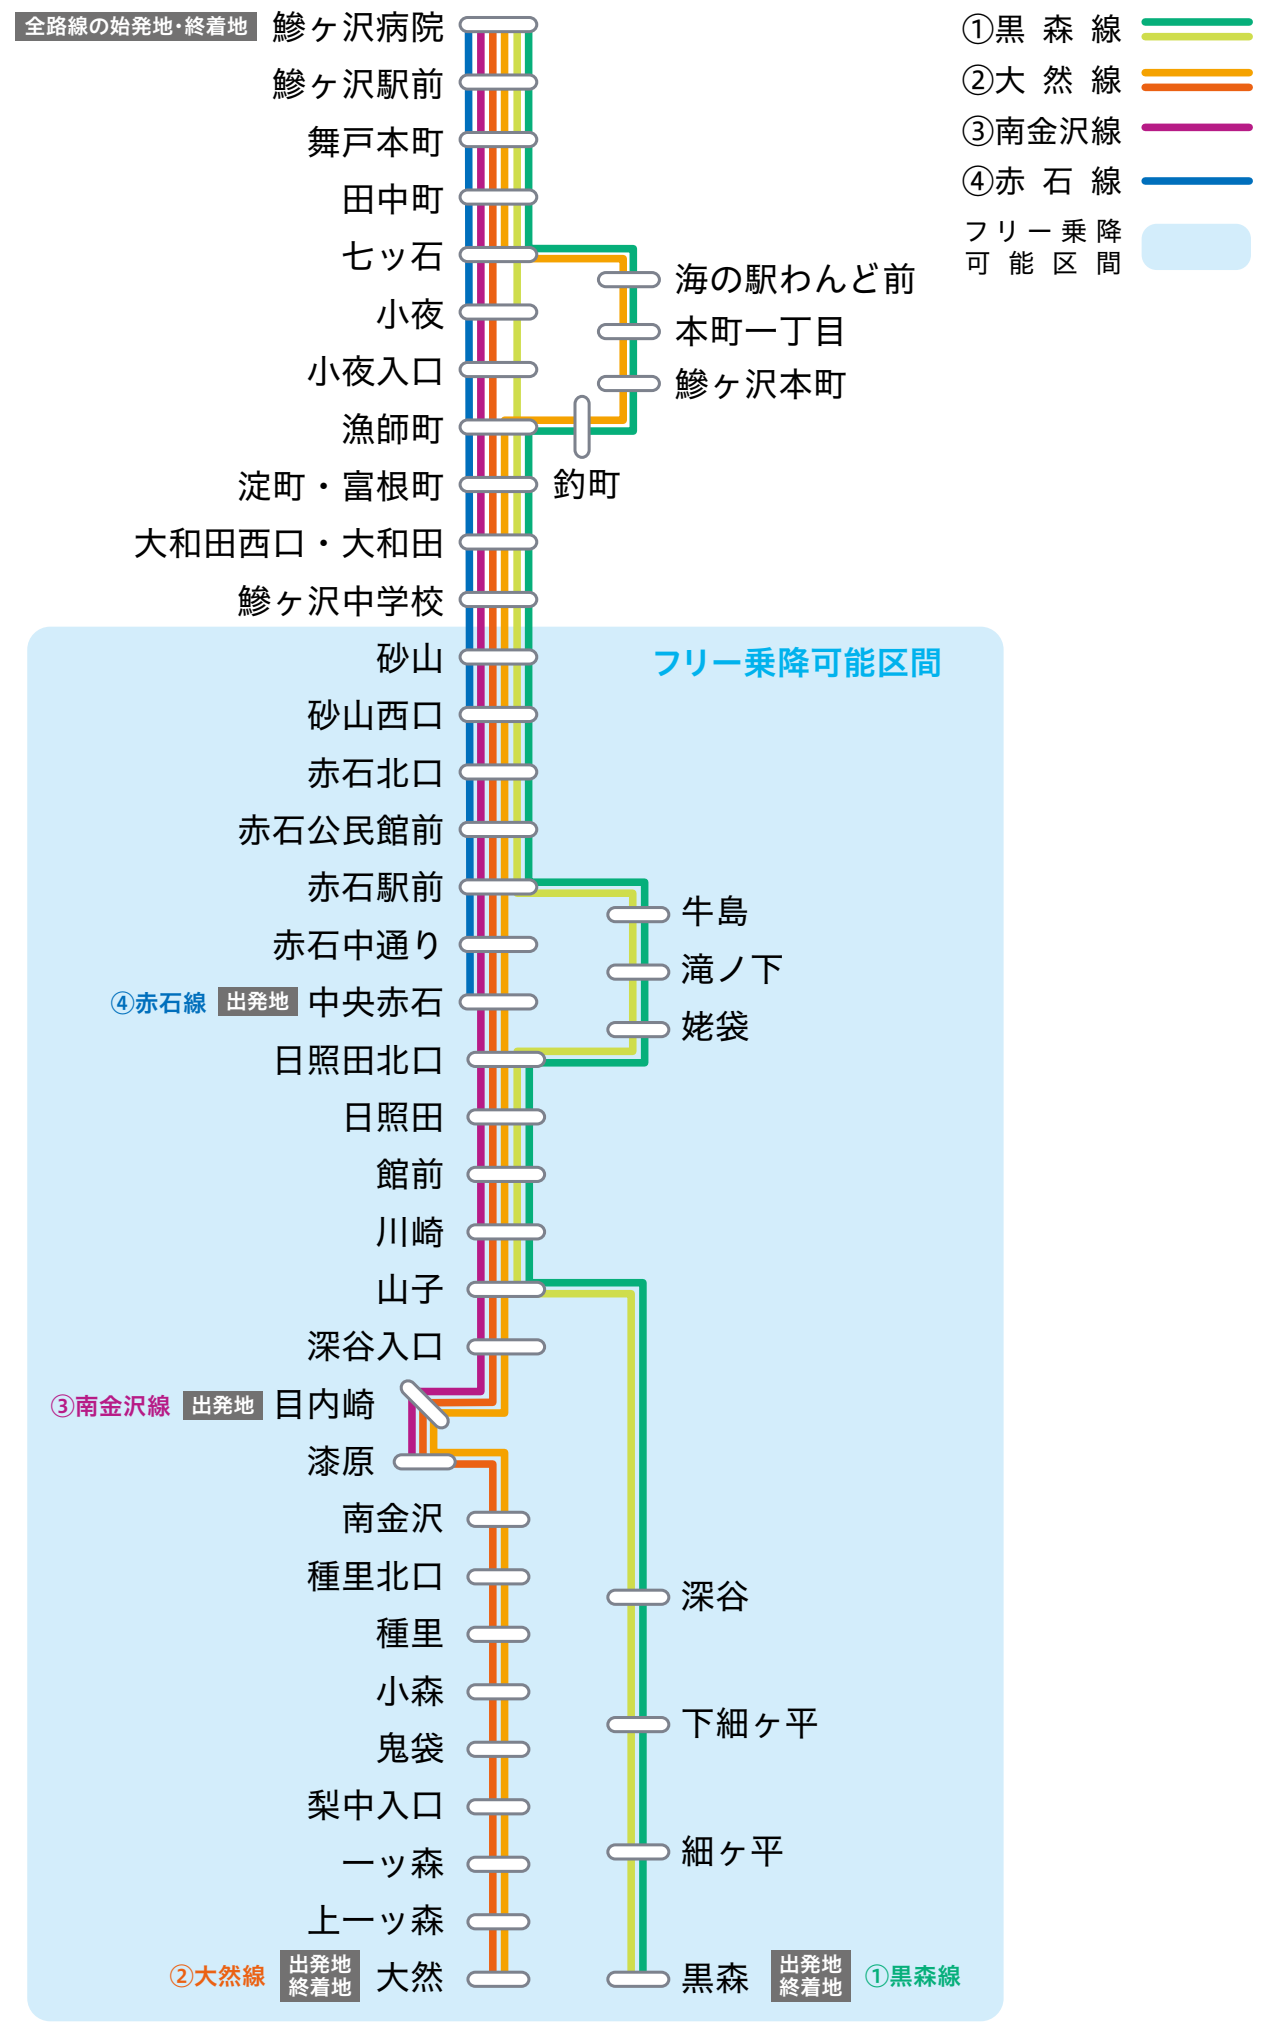 全路線の始発地・終着地
鰺ヶ沢病院
鰺ヶ沢駅前
舞戸本町
田中町
七ッ石
小夜
小夜入口
漁師町
淀町・富根町
大和田西口・大和田
鰺ヶ沢中学校
①黒森線
②大然線
③南金沢線
④赤石線
フリー乗降
可能区間
海の駅わんど前
本町一丁目
鰺ヶ沢本町
釣町
フリー乗降可能区間
砂山
砂山西口
赤石北口
赤石公民館前
赤石駅前
赤石中通り
④赤石線 出発地 中央赤石
牛島
滝ノ下
姥袋
日照田北口
日照田
館前
川崎
山子
深谷入口
③南金沢線 出発地 目内崎
漆原
南金沢
種里北口
種里
小森
鬼袋
梨中入口
一ッ森
上一ッ森
②大然線
出発地
終着地
大然
深谷
下細ヶ平
細ヶ平
黒森
出発地
終着地
①黒森線